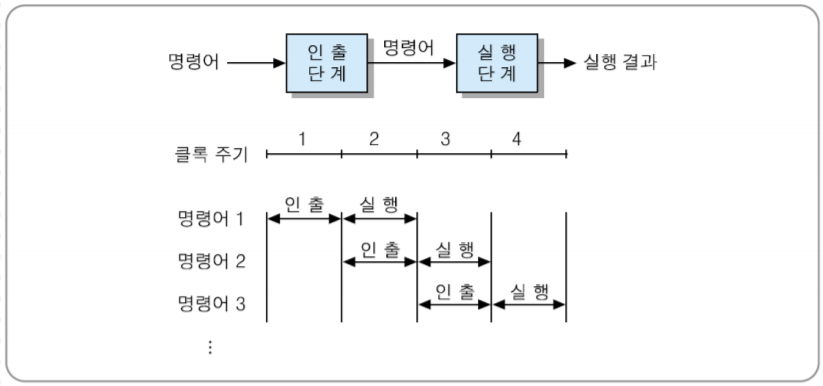 명령어 인 출 단 계 명령어 실 행 단 계 실행 결과
클록 주기 1 2 3 4
명령어 1 인 출 실 행
명령어 2 인 출 실 행
명령어 3 인 출 실 행
⋮